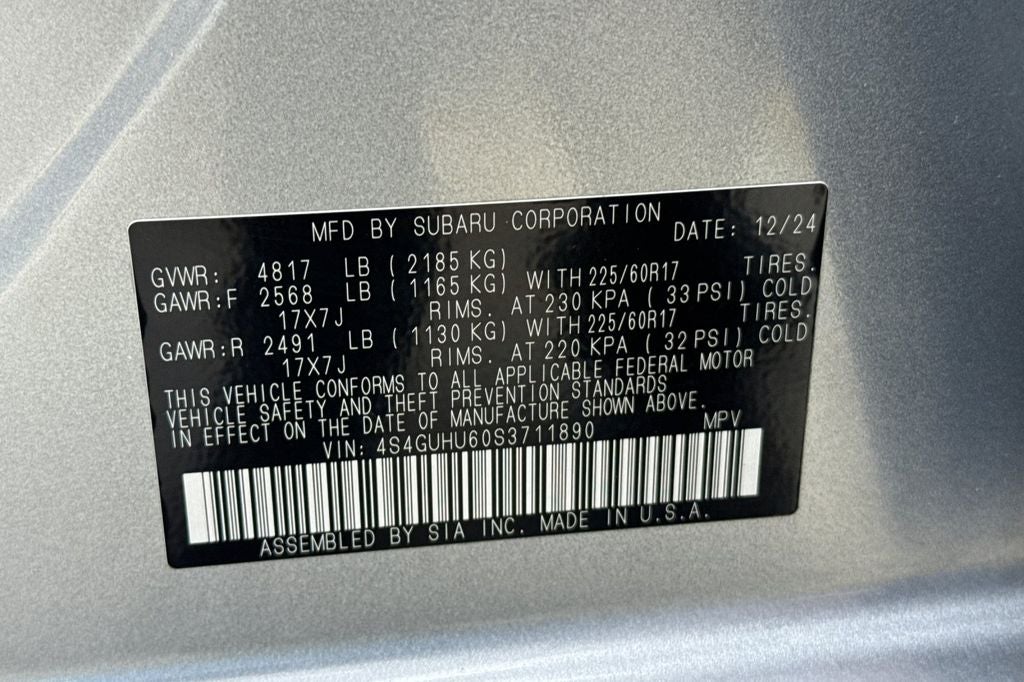 MFD BY SUBARU CORPORATION DATE: 12/24
GVWR: 4817 LB (2185 KG)
GAWR:F 2568 LB (1165 KG) WITH 225/60R17 TIRES.
17X7J RIMS. AT 230 KPA (33 PSI) COLD
GAWR:R 2491 LB (1130 KG) WITH 225/60R17 TIRES.
17X7J RIMS. AT 220 KPA (32 PSI) COLD
THIS VEHICLE CONFORMS TO ALL APPLICABLE FEDERAL MOTOR
VEHICLE SAFETY AND THEFT PREVENTION STANDARDS
IN EFFECT ON THE DATE OF MANUFACTURE SHOWN ABOVE.
VIN: 4S4GUHU60S3711890 MPV
ASSEMBLED BY SIA INC. MADE IN U.S.A.